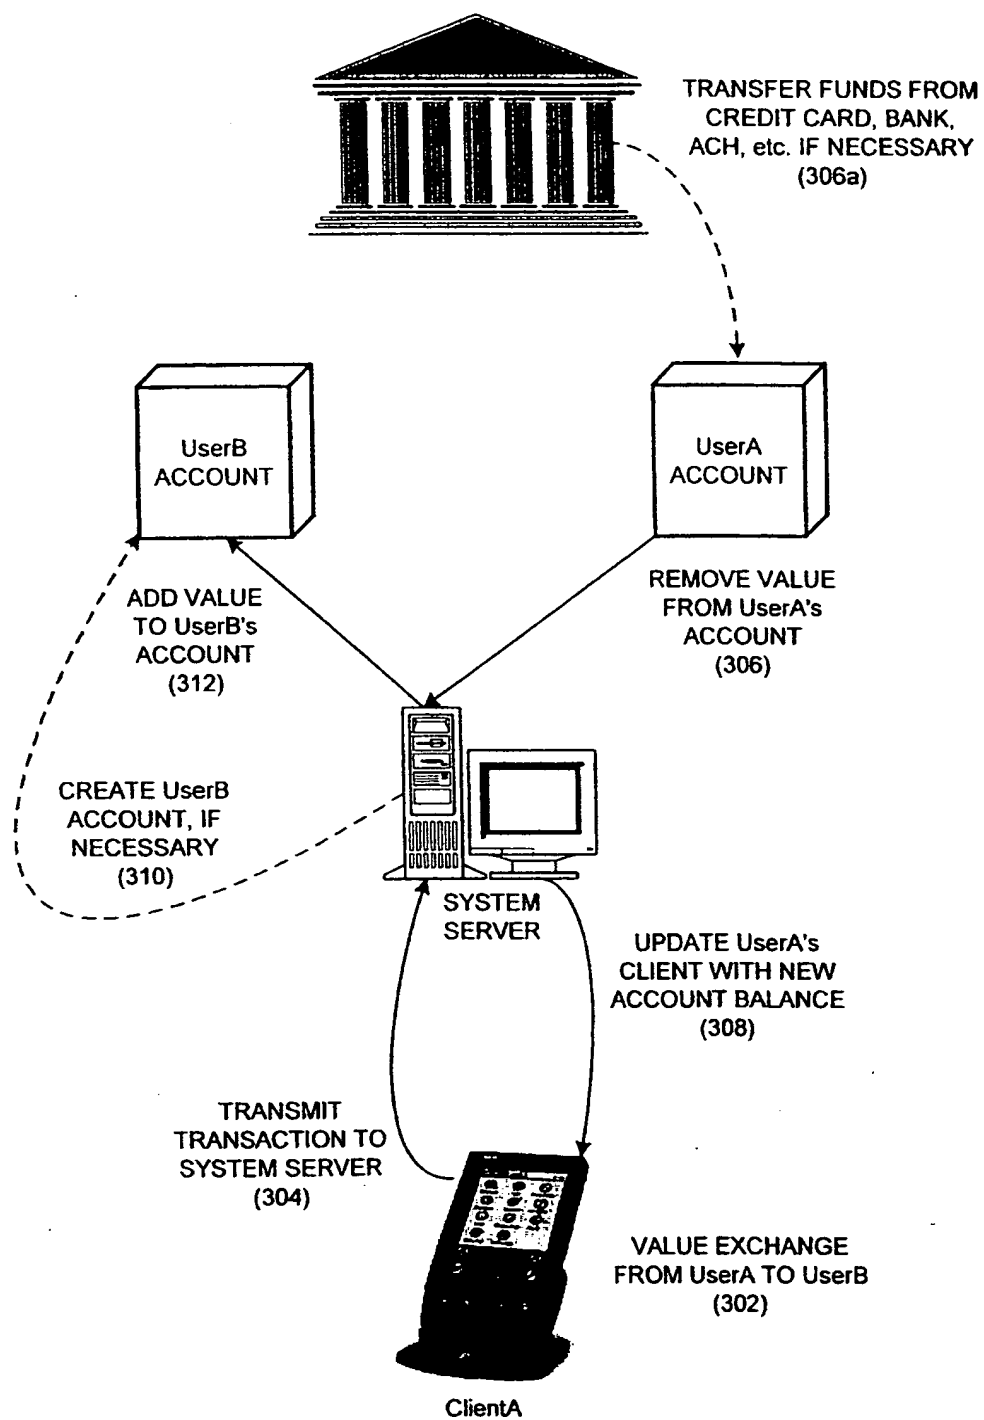 TRANSFER FUNDS FROM
CREDIT CARD, BANK,
ACH, etc. IF NECESSARY
(306a)
UserB
ACCOUNT
UserA
ACCOUNT
ADD VALUE
TO UserB's
ACCOUNT
(312)
REMOVE VALUE
FROM UserA's
ACCOUNT
(306)
CREATE UserB
ACCOUNT, IF
NECESSARY
(310)
SYSTEM
SERVER
UPDATE UserA's
CLIENT WITH NEW
ACCOUNT BALANCE
(308)
TRANSMIT
TRANSACTION TO
SYSTEM SERVER
(304)
VALUE EXCHANGE
FROM UserA TO UserB
(302)
ClientA